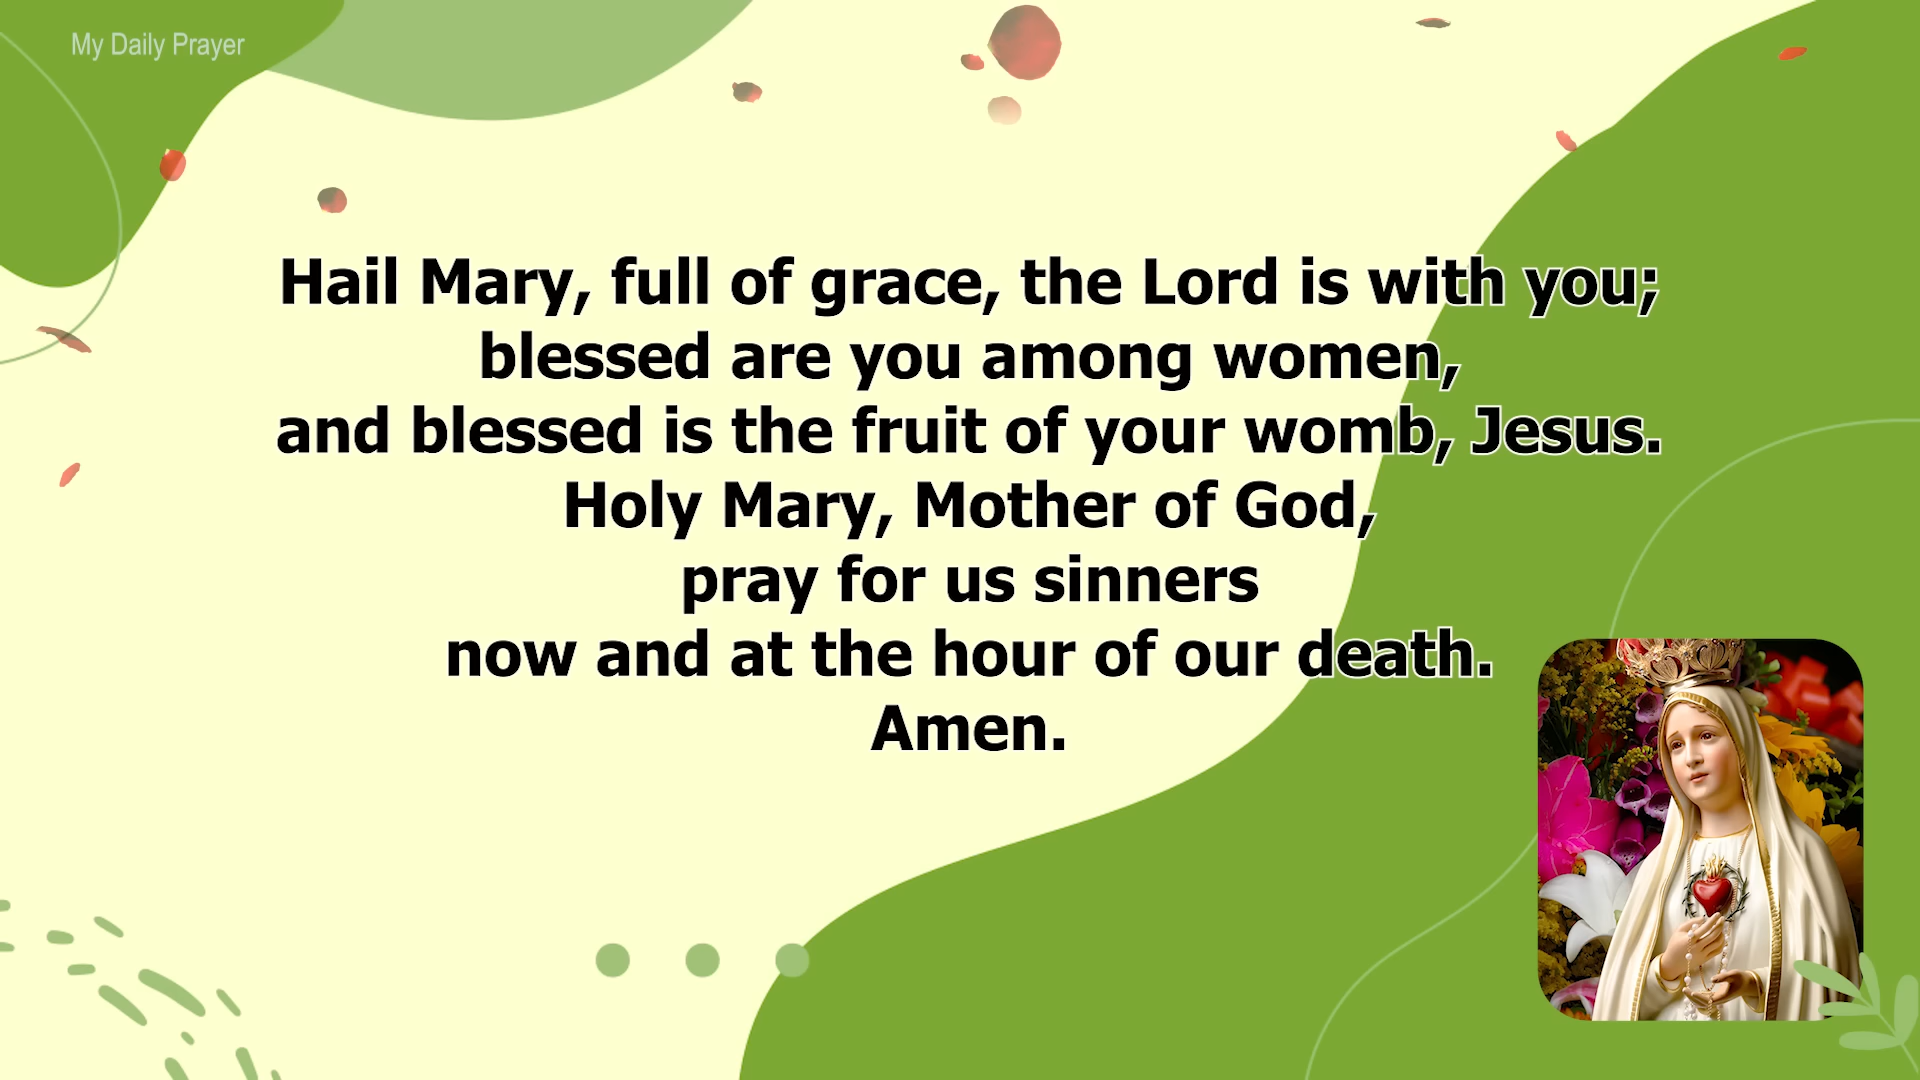 My Daily Prayer
Hail Mary, full of grace, the Lord is with you;
blessed are you among women,
and blessed is the fruit of your womb, Jesus.
Holy Mary, Mother of God,
pray for us sinners
now and at the hour of our death.
Amen.